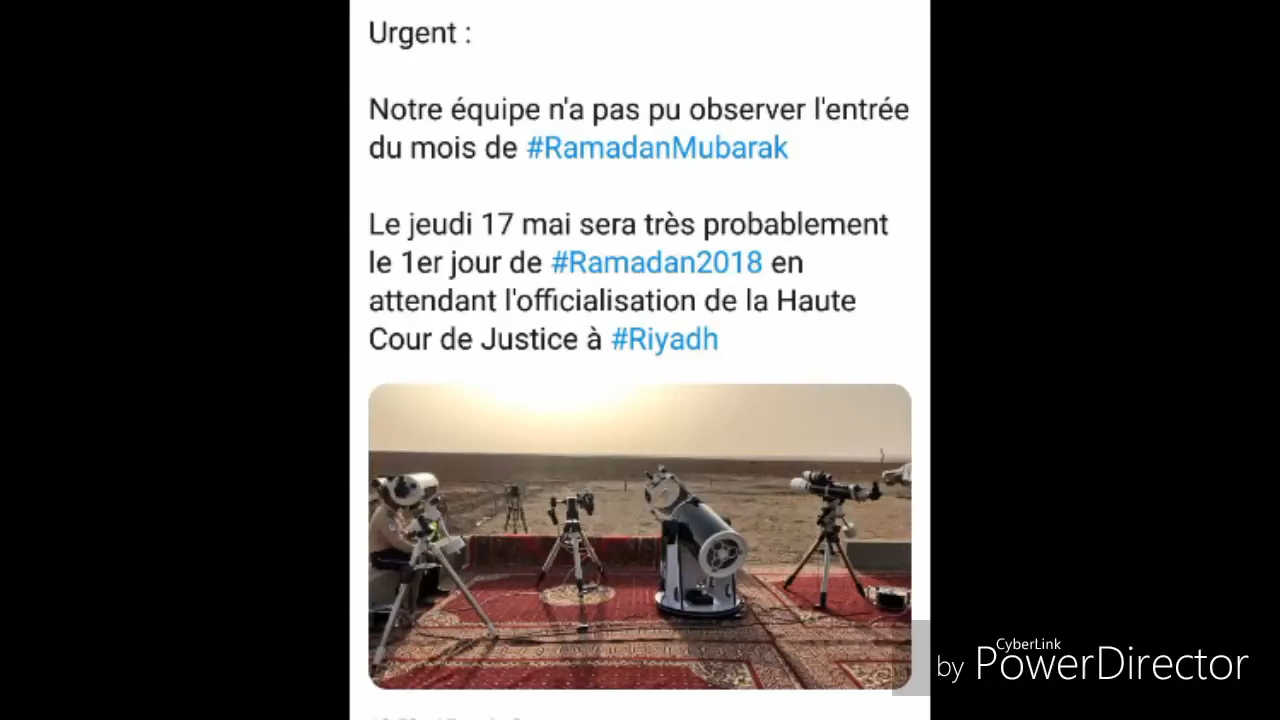 Urgent :
Notre équipe n'a pas pu observer l'entrée
du mois de #RamadanMubarak
Le jeudi 17 mai sera très probablement
le 1er jour de #Ramadan2018 en
attendant l'officialisation de la Haute
Cour de Justice à #Riyadh
CyberLink
by PowerDirector